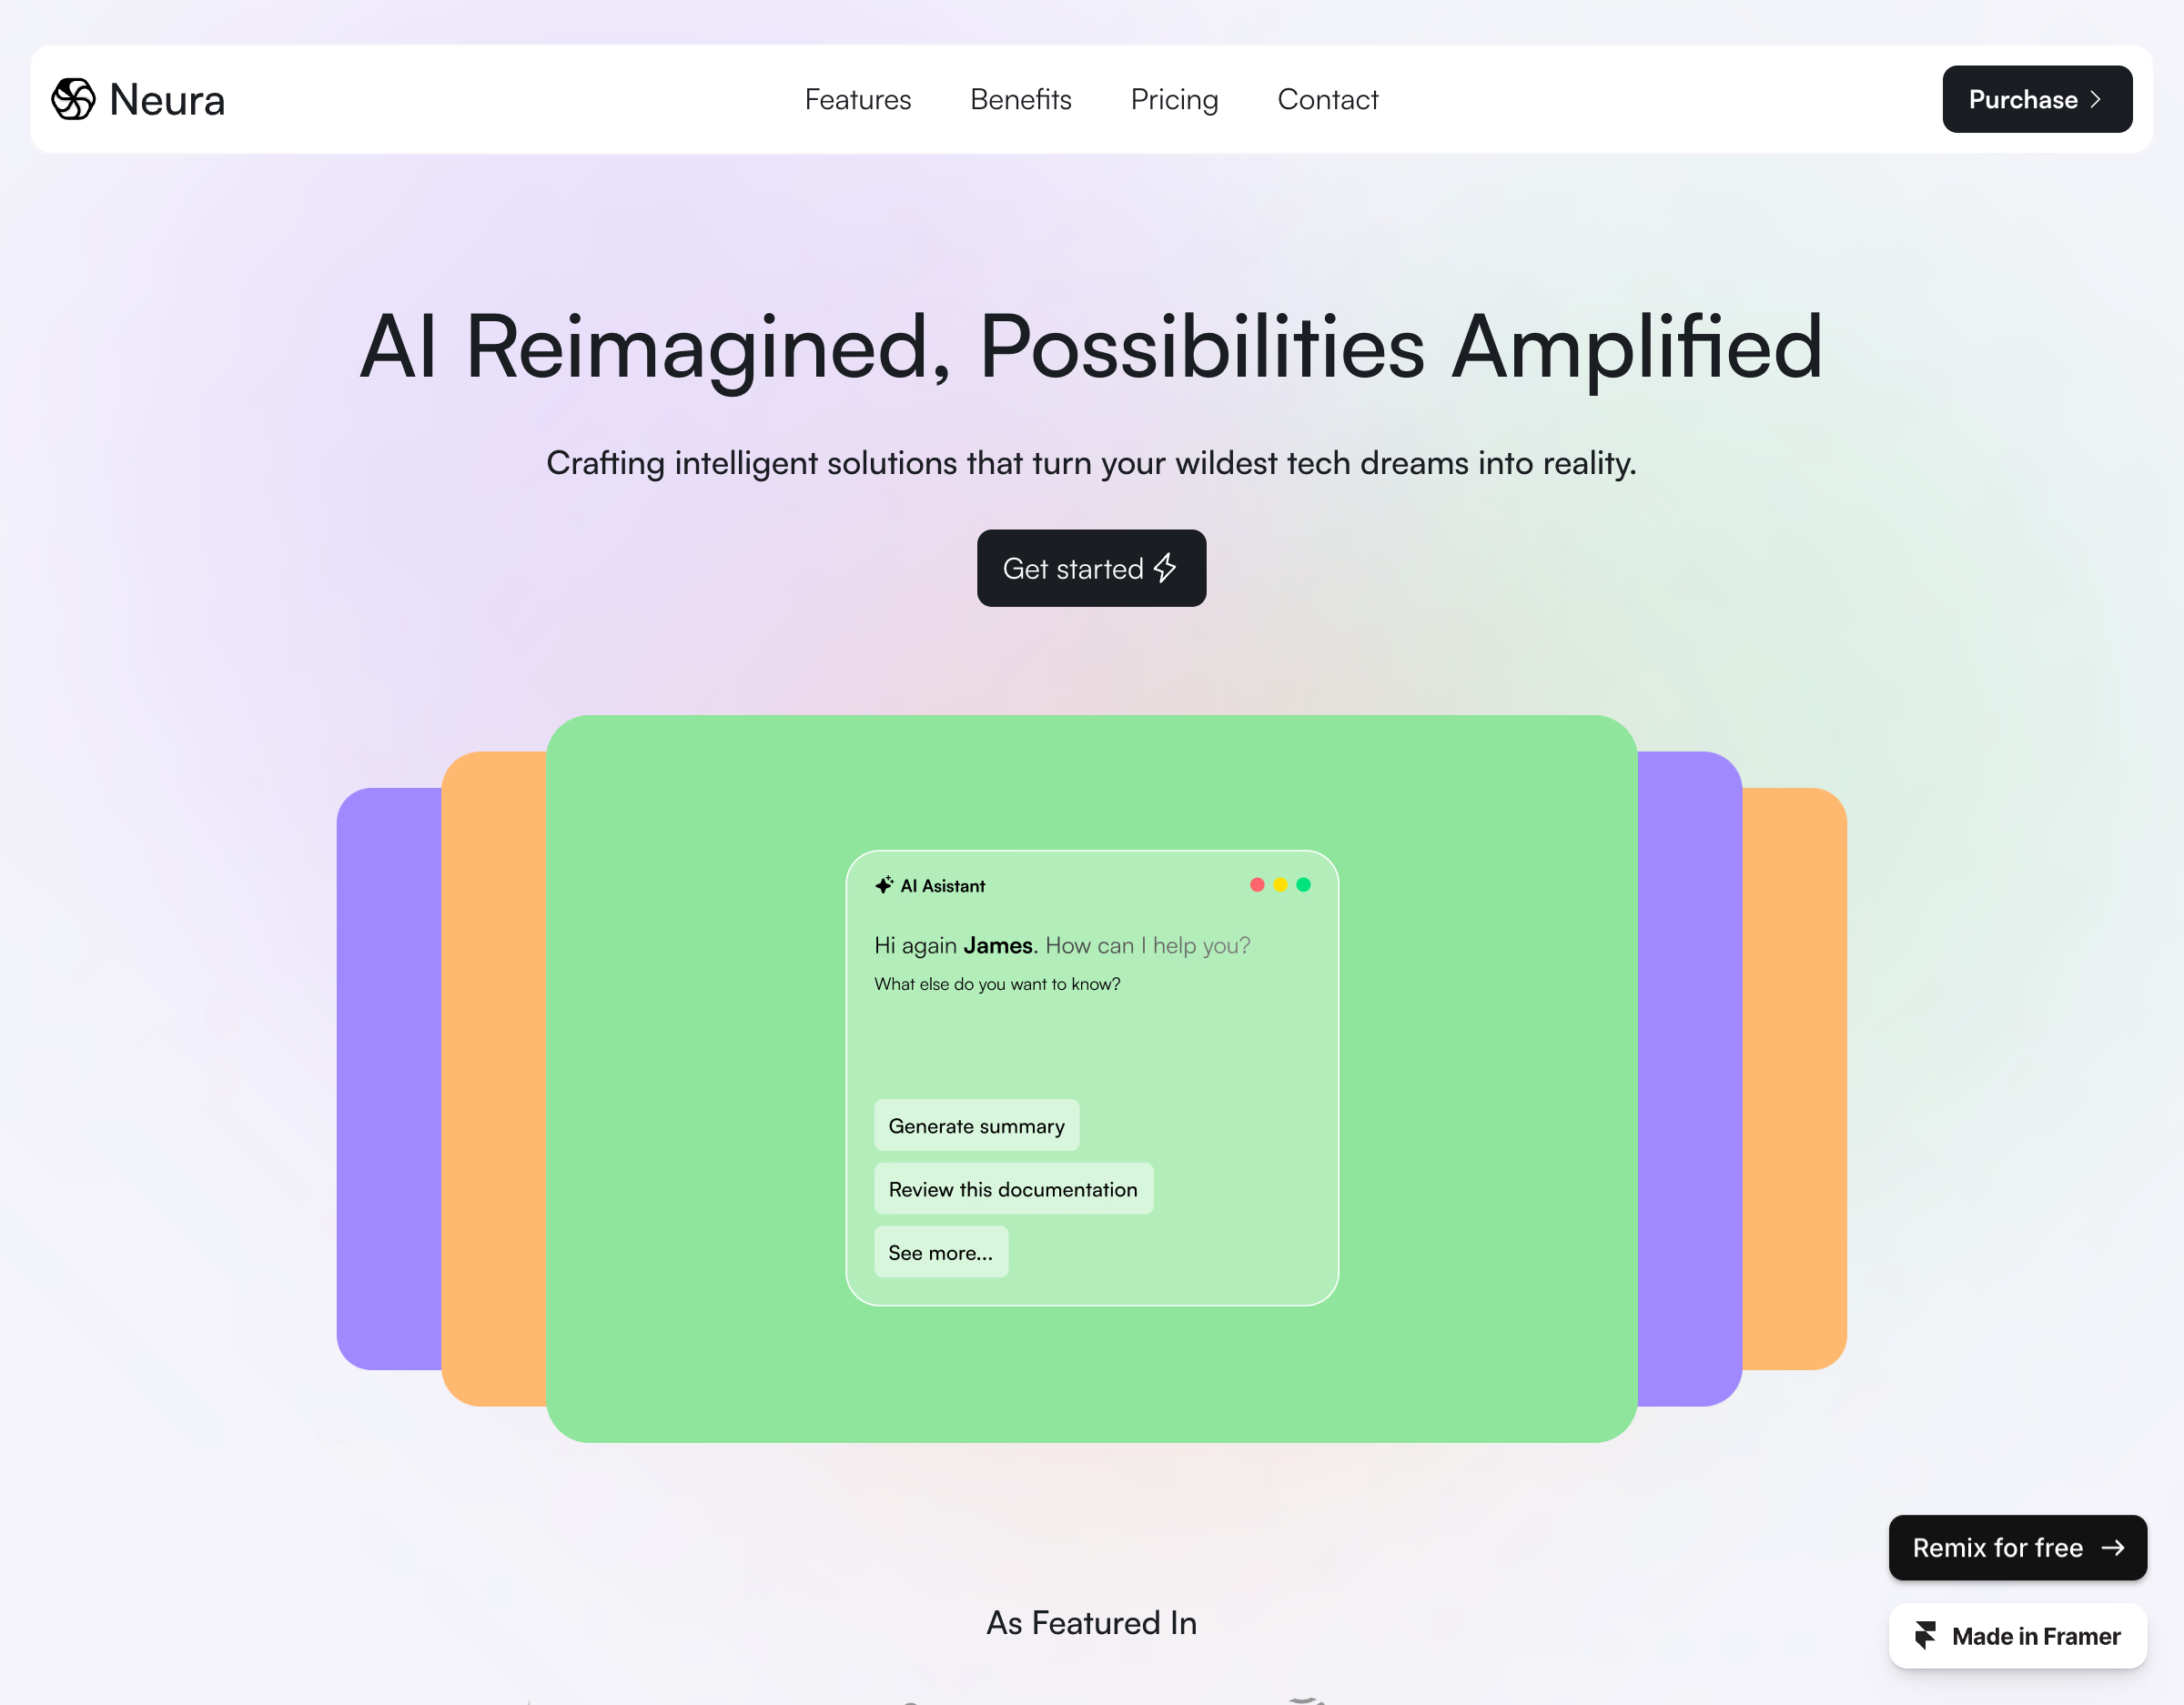 Neura
Features
Benefits
Pricing
Contact
Purchase
AI Reimagined, Possibilities Amplified
Crafting intelligent solutions that turn your wildest tech dreams into reality.
Get started
AI Asistant
Hi again James. How can I help you?
What else do you want to know?
Generate summary
Review this documentation
See more...
Remix for free
As Featured In
Made in Framer